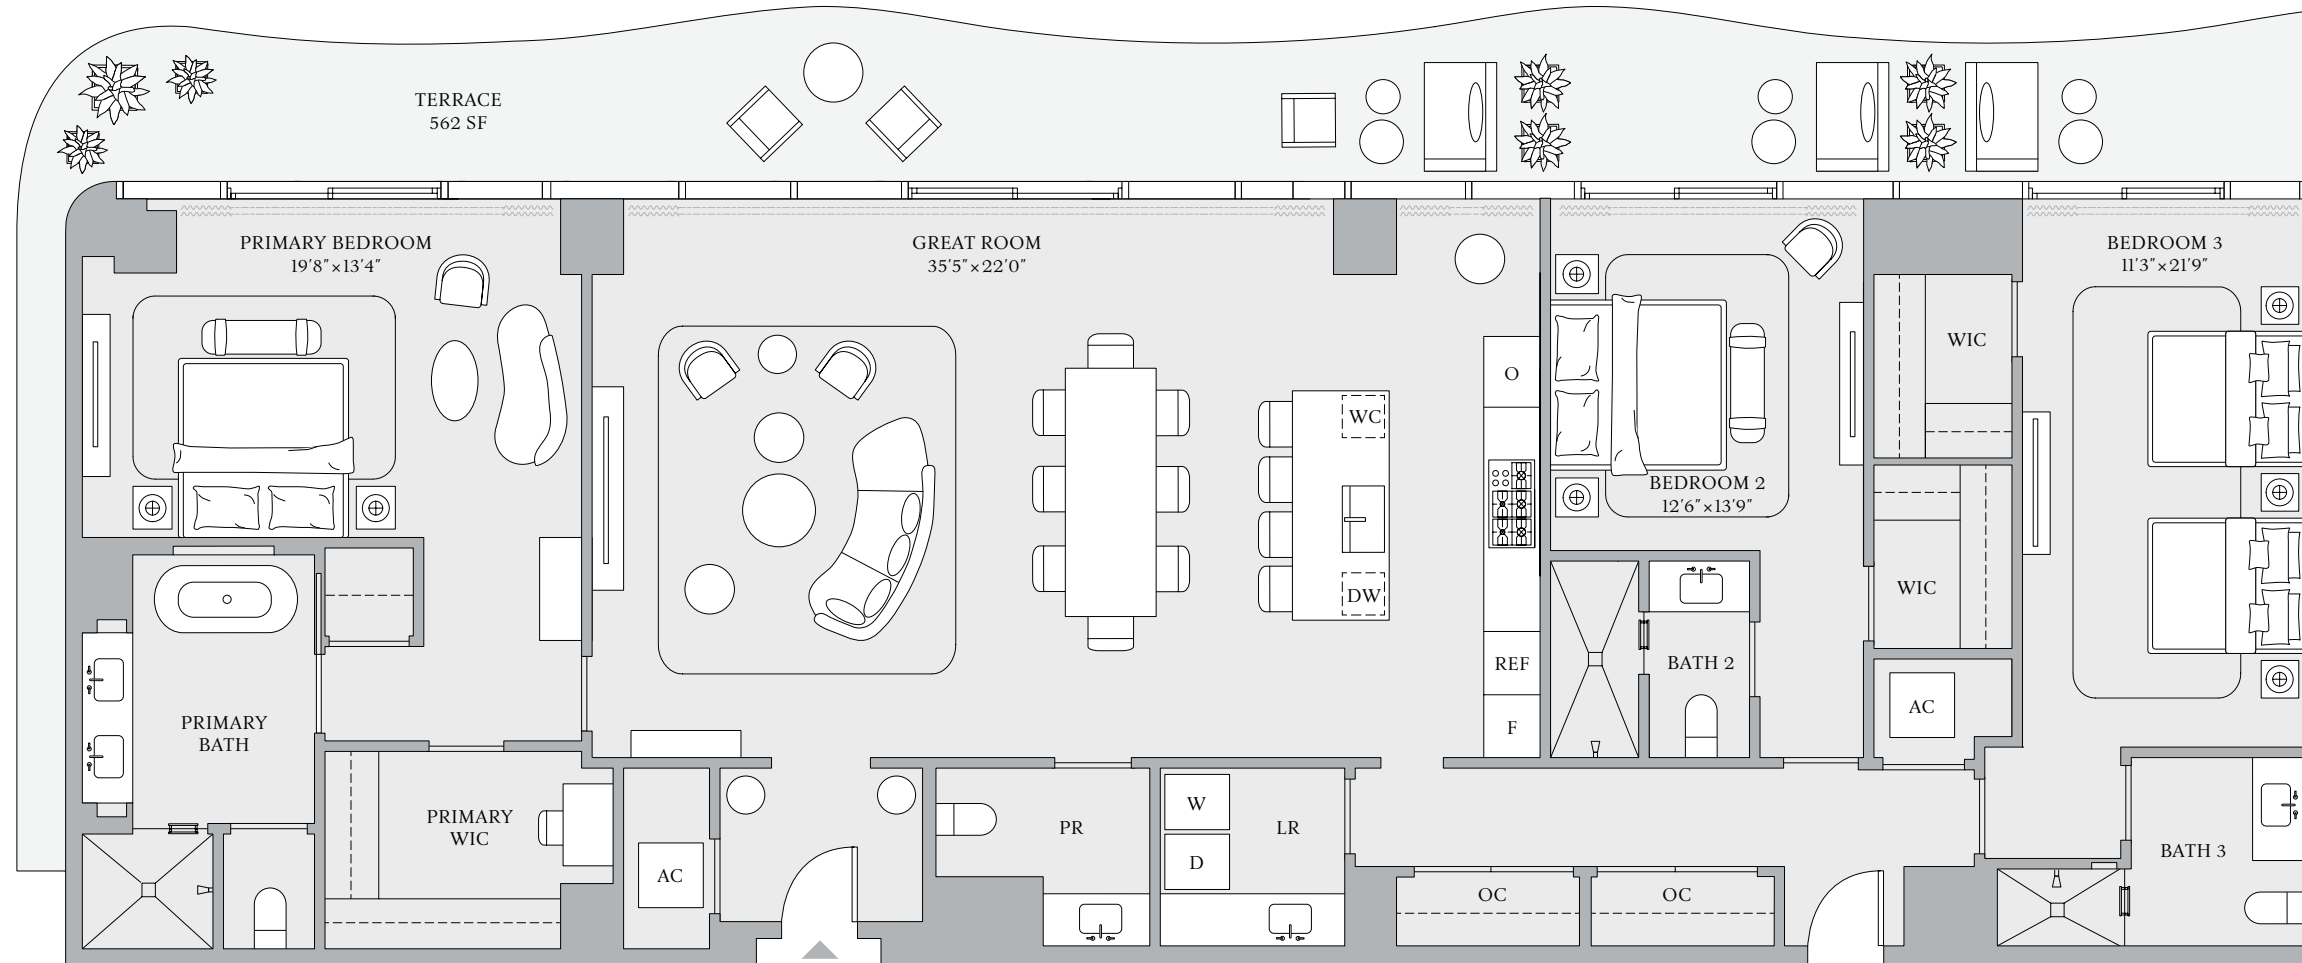 TERRACE
562 SF
PRIMARY BEDROOM
19'8"×13'4"
GREAT ROOM
35'5"×22'0"
BEDROOM 3
11'3"×21'9"
WIC
O
WC
BEDROOM 2
12'6"×13'9"
WIC
DW
BATH 2
REF
AC
PRIMARY
BATH
F
W
PRIMARY
WIC
PR
LR
BATH 3
D
AC
OC
OC